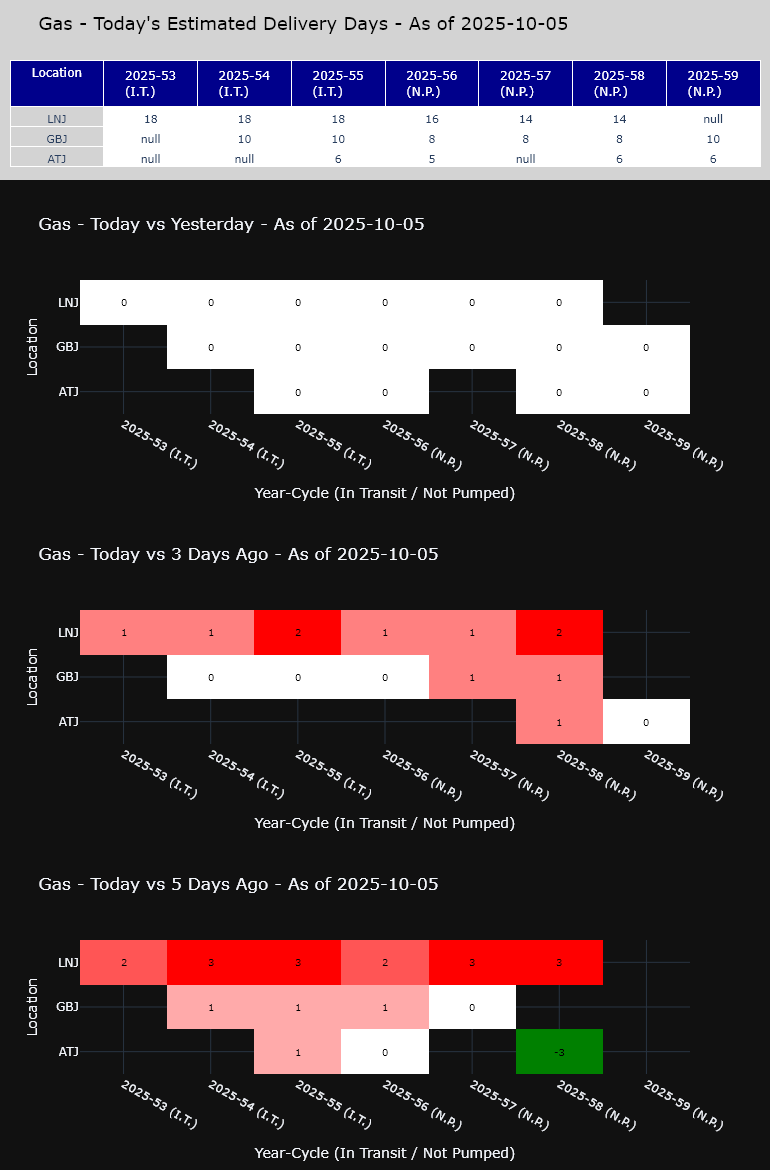 Gas - Today's Estimated Delivery Days - As of 2025-10-05
Location 2025-53 (I.T.) 2025-54 (I.T.) 2025-55 (I.T.) 2025-56 (N.P.) 2025-57 (N.P.) 2025-58 (N.P.) 2025-59 (N.P.)
LNJ 18 18 18 16 14 14 null
GBJ null 10 10 8 8 8 10
ATJ null null 6 5 null 6 6
Gas - Today vs Yesterday - As of 2025-10-05
Location
LNJ 0 0 0 0 0 0
GBJ 0 0 0 0 0 0
ATJ 0 0 0 0
2025-53 (I.T.) 2025-54 (I.T.) 2025-55 (I.T.) 2025-56 (N.P.) 2025-57 (N.P.) 2025-58 (N.P.) 2025-59 (N.P.)
Year-Cycle (In Transit / Not Pumped)
Gas - Today vs 3 Days Ago - As of 2025-10-05
Location
LNJ 1 1 2 1 1 2
GBJ 0 0 0 1 1
ATJ 1 0
2025-53 (I.T.) 2025-54 (I.T.) 2025-55 (I.T.) 2025-56 (N.P.) 2025-57 (N.P.) 2025-58 (N.P.) 2025-59 (N.P.)
Year-Cycle (In Transit / Not Pumped)
Gas - Today vs 5 Days Ago - As of 2025-10-05
Location
LNJ 2 3 3 2 3 3
GBJ 1 1 1 0
ATJ 1 0 -3
2025-53 (I.T.) 2025-54 (I.T.) 2025-55 (I.T.) 2025-56 (N.P.) 2025-57 (N.P.) 2025-58 (N.P.) 2025-59 (N.P.)
Year-Cycle (In Transit / Not Pumped)